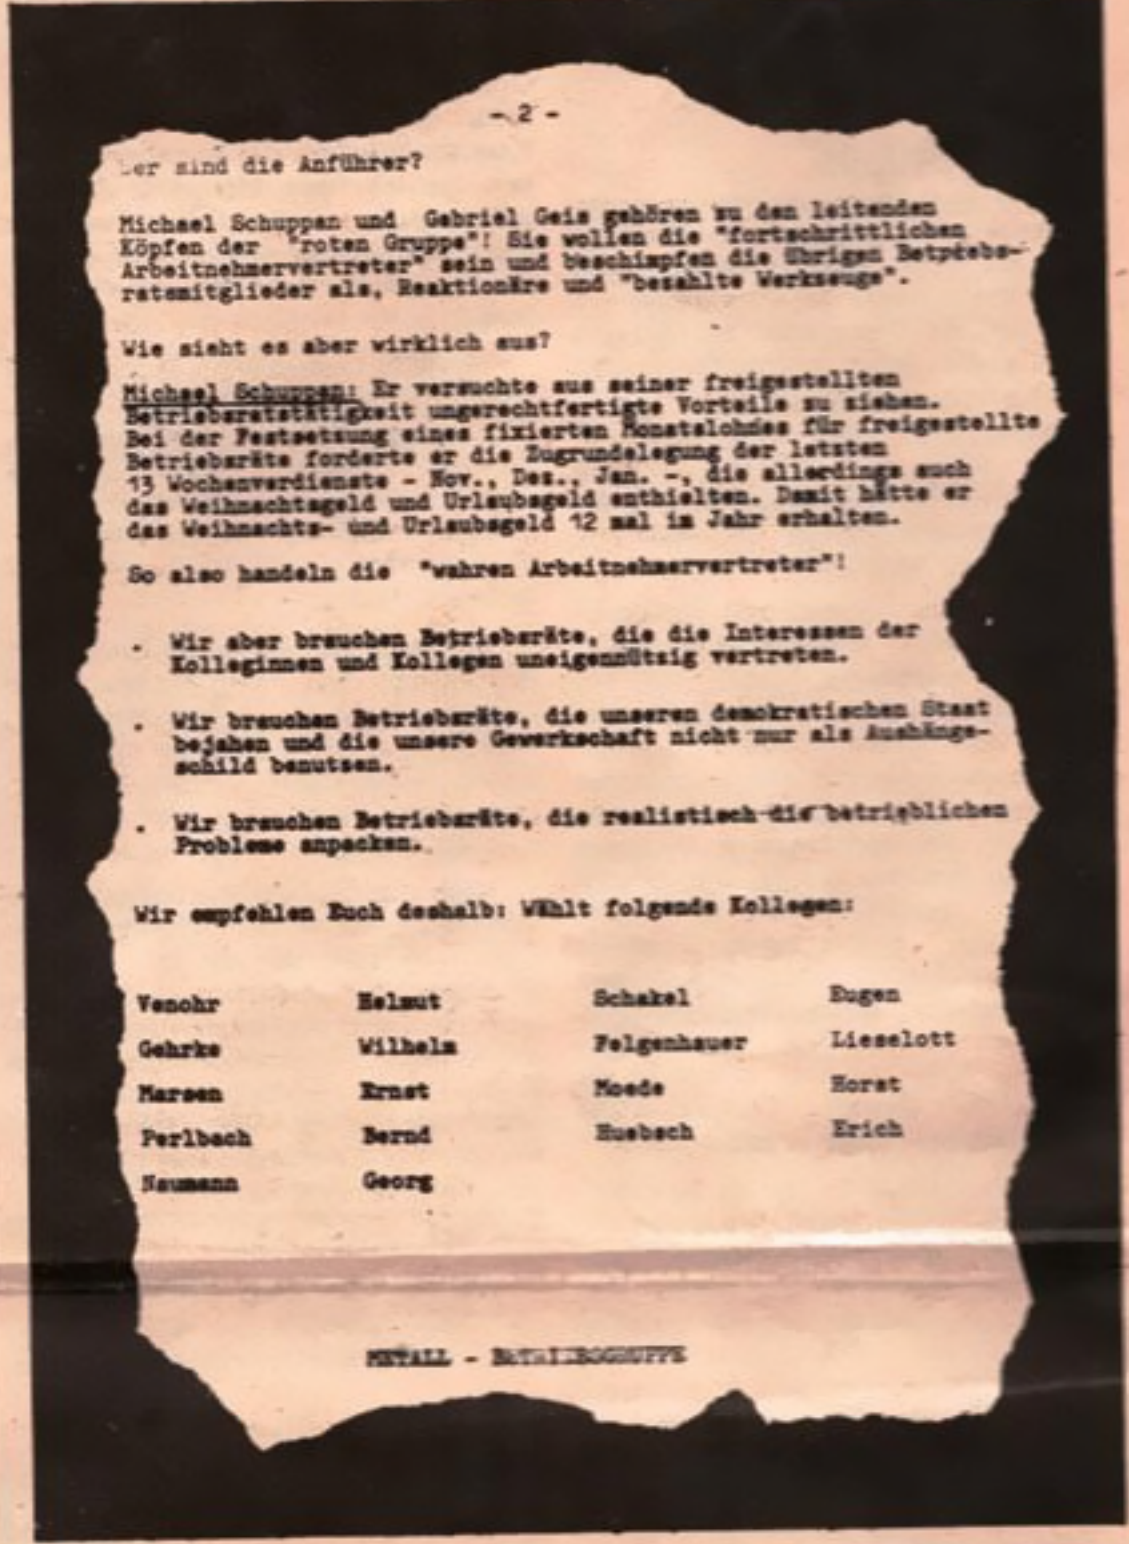 - 2 -
Wer sind die Anführer?
Michael Schuppan und Gabriel Geis gehören zu den leitenden
Köpfen der "roten Gruppe"! Sie wollen die "fortschrittlichen
Arbeitnehmervertreter" sein und beschimpfen die übrigen Betriebs-
ratsmitglieder als, Reaktionäre und "bezahlte Werkzeuge".
Wie sieht es aber wirklich aus?
Michael Schuppan: Er versuchte aus seiner freigestellten
Betriebsratstätigkeit ungerechtfertigte Vorteile zu ziehen.
Bei der Festsetzung eines fixierten Monatslohnes für freigestellte
Betriebsräte forderte er die Zugrundelegung der letzten
13 Wochenverdienste - Nov., Dez., Jan. -, die allerdings auch
das Weihnachtsgeld und Urlaubsgeld enthielten. Damit hätte er
das Weihnachts- und Urlaubsgeld 12 mal im Jahr erhalten.
So also handeln die "wahren Arbeitnehmervertreter"!
. Wir aber brauchen Betriebsräte, die die Interessen der
Kolleginnen und Kollegen uneigennützig vertreten.
. Wir brauchen Betriebsräte, die unseren demokratischen Staat
bejahen und die unsere Gewerkschaft nicht nur als Aushänge-
schild benutzen.
. Wir brauchen Betriebsräte, die realistisch die betrieblichen
Probleme anpacken.
Wir empfehlen Euch deshalb: Wählt folgende Kollegen:
Venohr Helmut Schakel Eugen
Gehrke Wilhelm Felgenhauer Lieselott
Marsen Ernst Moede Horst
Perlbach Bernd Huebsch Erich
Naumann Georg
METALL - BETRIEBSGRUPPE